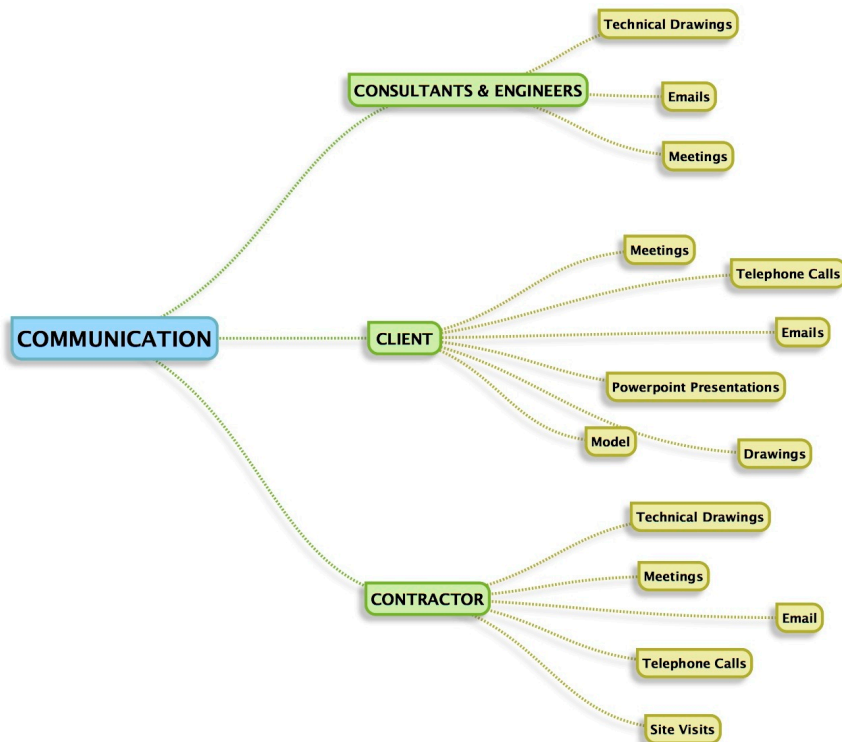 COMMUNICATION
CONSULTANTS & ENGINEERS
Technical Drawings
Emails
Meetings
CLIENT
Meetings
Telephone Calls
Emails
Powerpoint Presentations
Model
Drawings
CONTRACTOR
Technical Drawings
Meetings
Email
Telephone Calls
Site Visits